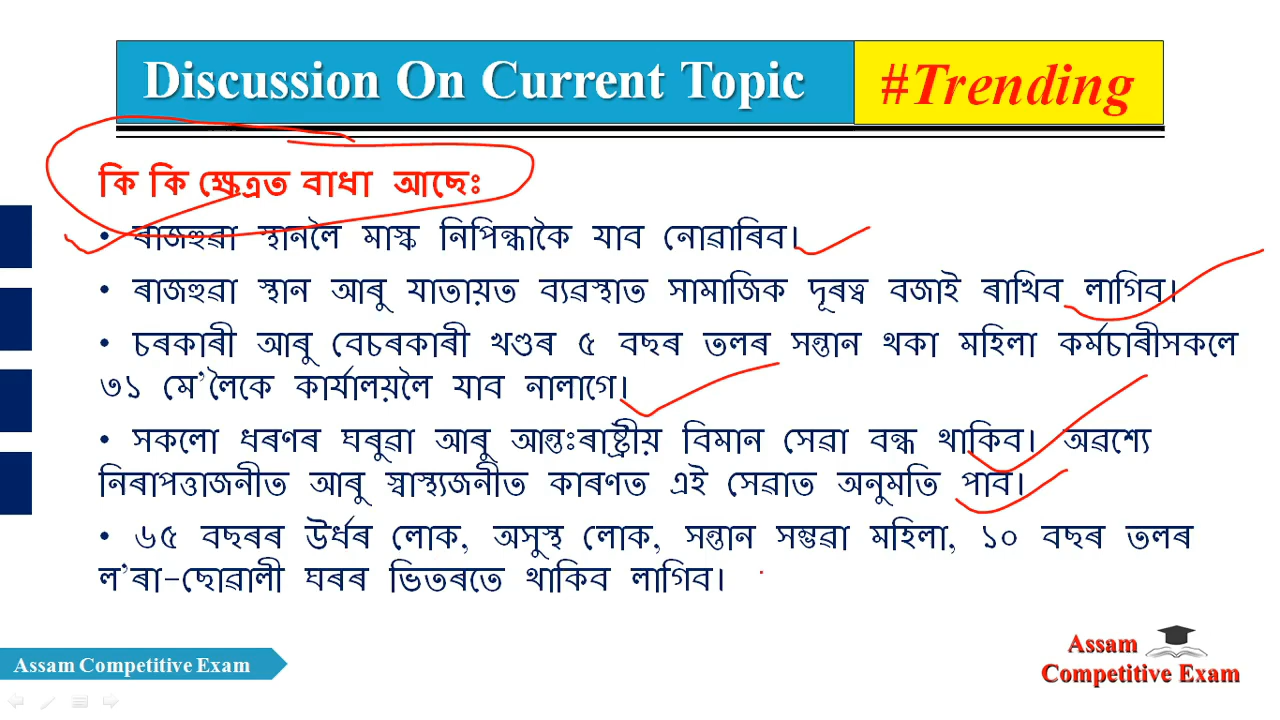 Discussion On Current Topic #Trending
কি কি ক্ষেত্ৰত বাধা আছেঃ
• ৰাজহুৱা স্থানলৈ মাস্ক নিপিন্ধাকৈ যাব নোৱাৰিব।
• ৰাজহুৱা স্থান আৰু যাতায়ত ব্যৱস্থাত সামাজিক দূৰত্ব বজাই ৰাখিব লাগিব।
• চৰকাৰী আৰু বেচৰকাৰী খণ্ডৰ ৫ বছৰ তলৰ সন্তান থকা মহিলা কৰ্মচাৰীসকলে
৩১ মে’লৈকে কাৰ্যালয়লৈ যাব নালাগে।
• সকলো ধৰণৰ ঘৰুৱা আৰু আন্তঃৰাষ্ট্ৰীয় বিমান সেৱা বন্ধ থাকিব। অৱশ্যে
নিৰাপত্তাজনীত আৰু স্বাস্থ্যজনীত কাৰণত এই সেৱাত অনুমতি পাব।
• ৬৫ বছৰৰ উৰ্ধৰ লোক, অসুস্থ লোক, সন্তান সম্ভৱা মহিলা, ১০ বছৰ তলৰ
ল’ৰা-ছোৱালী ঘৰৰ ভিতৰতে থাকিব লাগিব।
Assam Competitive Exam
Assam
Competitive Exam